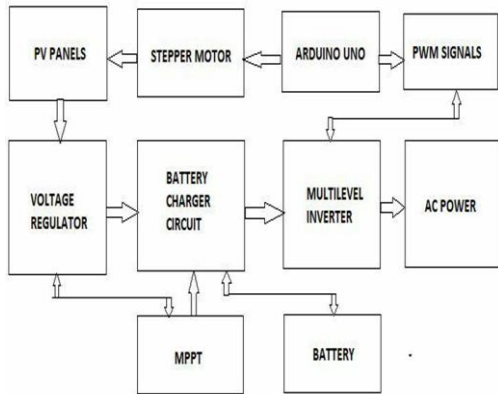 PV PANELS
STEPPER MOTOR
ARDUINO UNO
PWM SIGNALS
VOLTAGE
REGULATOR
BATTERY
CHARGER
CIRCUIT
MULTILEVEL
INVERTER
AC POWER
MPPT
BATTERY